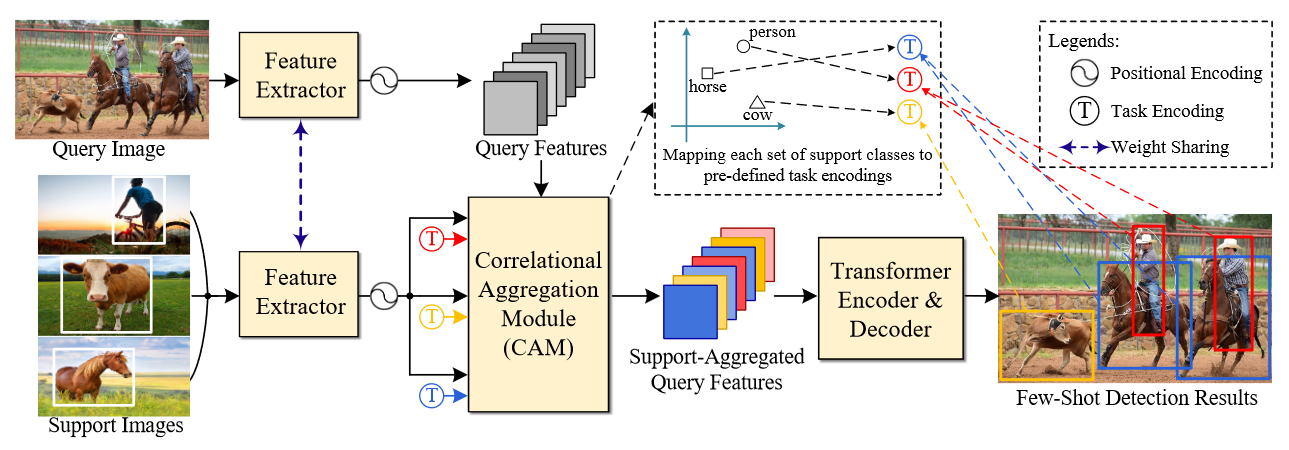 Query Image
Feature
Extractor
Query Features
person
horse
cow
T
T
T
Mapping each set of support classes to
pre-defined task encodings
Legends:
Positional Encoding
T Task Encoding
Weight Sharing
Support Images
Feature
Extractor
T
T
T
Correlational
Aggregation
Module
(CAM)
Support-Aggregated
Query Features
Transformer
Encoder &
Decoder
Few-Shot Detection Results